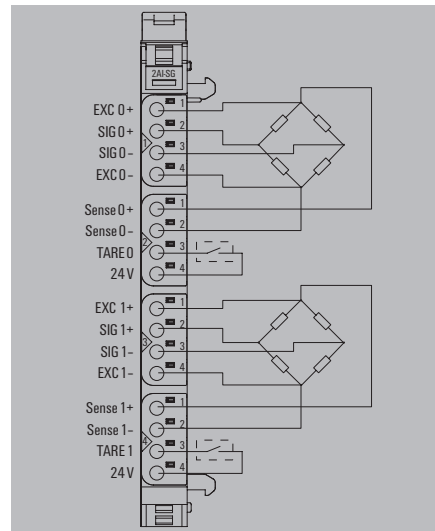 2AI-SG
EXC 0+ 1
SIG 0+ 2
SIG 0- 3
EXC 0- 4
1
Sense 0+ 1
Sense 0- 2
TARE 0 3
24 V 4
2
EXC 1+ 1
SIG 1+ 2
SIG 1- 3
EXC 1- 4
3
Sense 1+ 1
Sense 1- 2
TARE 1 3
24 V 4
4